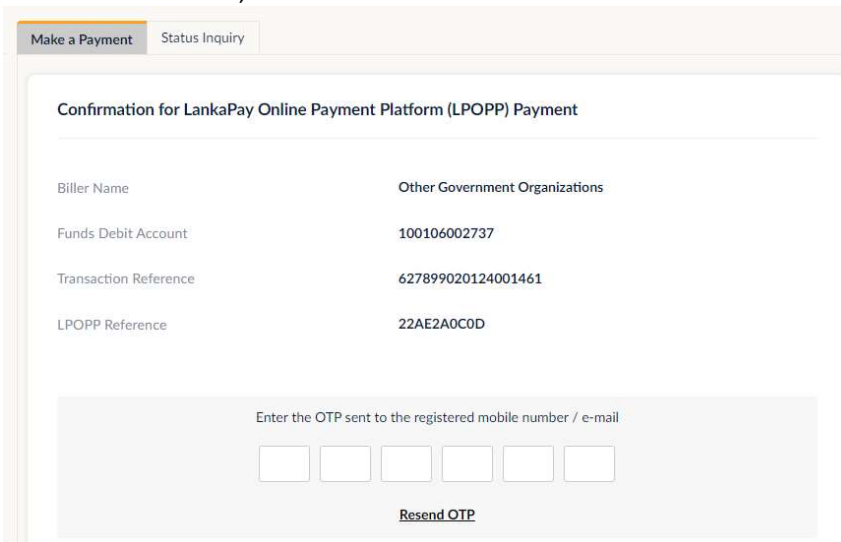 Make a Payment Status Inquiry
Confirmation for LankaPay Online Payment Platform (LPOPP) Payment
Biller Name Other Government Organizations
Funds Debit Account 100106002737
Transaction Reference 627899020124001461
LPOPP Reference 22AE2A0C0D
Enter the OTP sent to the registered mobile number / e-mail
Resend OTP